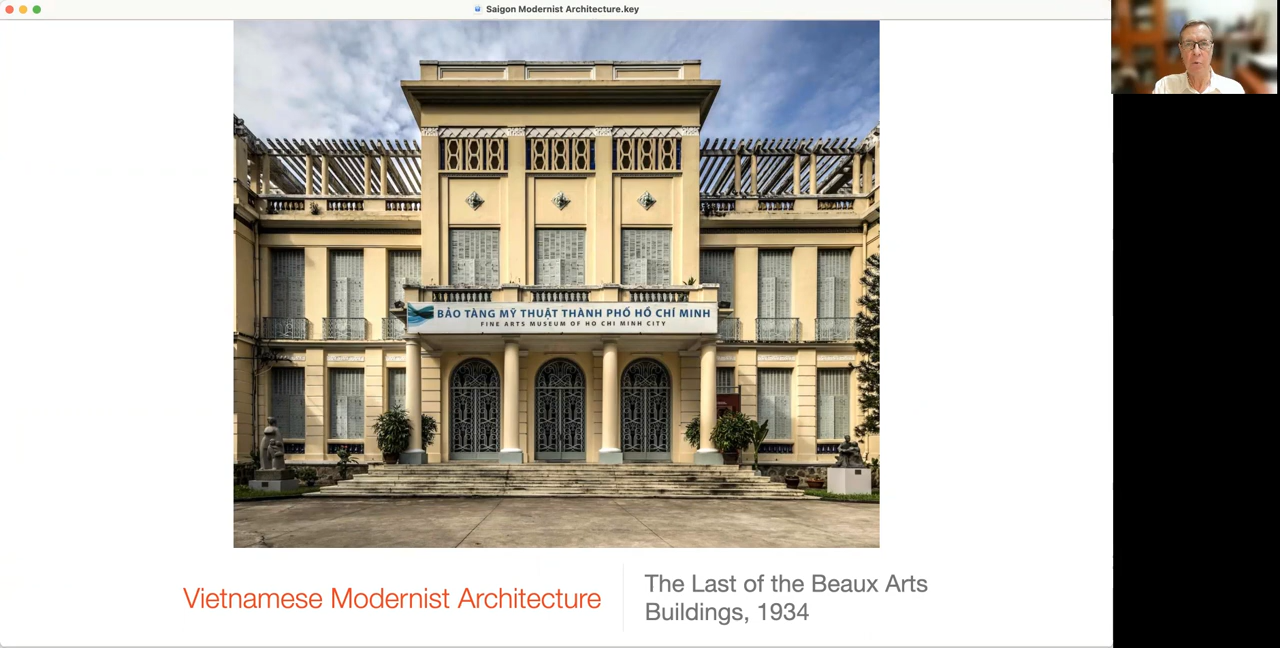 Saigon Modernist Architecture.key
BẢO TÀNG MỸ THUẬT THÀNH PHỐ HỒ CHÍ MINH
FINE ARTS MUSEUM OF HO CHI MINH CITY
Vietnamese Modernist Architecture
The Last of the Beaux Arts
Buildings, 1934